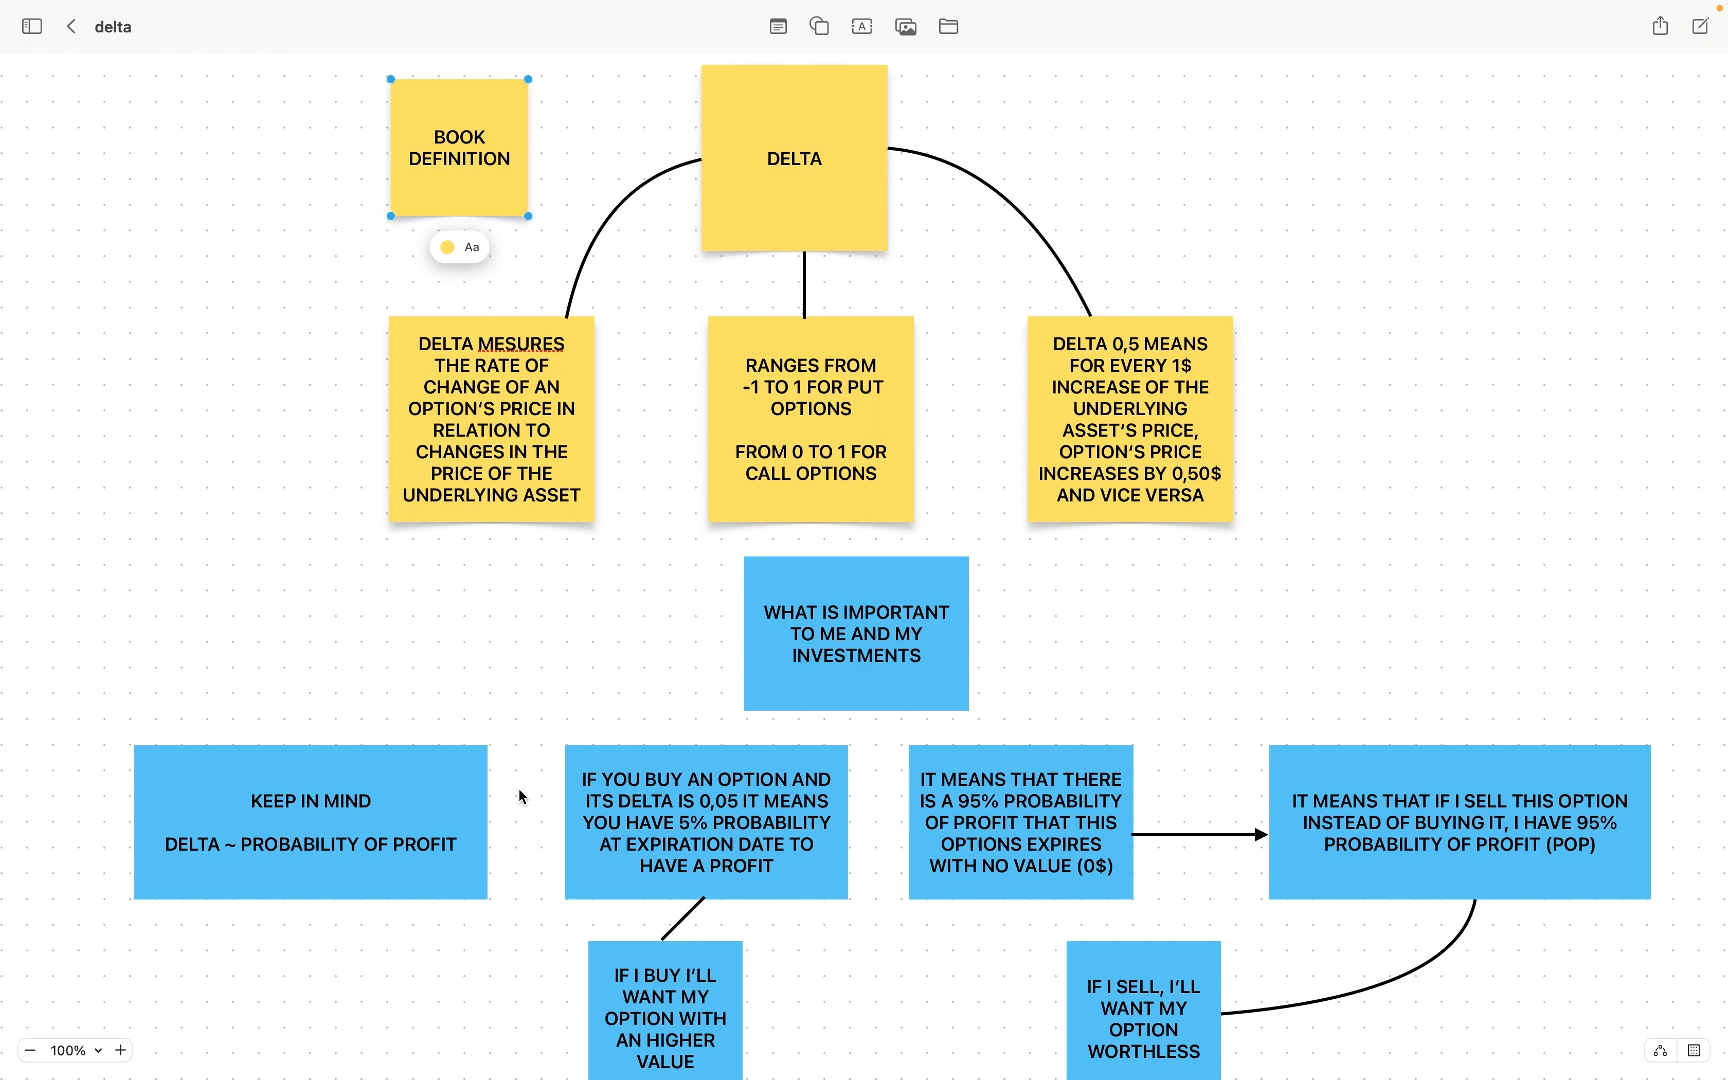 delta
BOOK
DEFINITION
Aa
DELTA
DELTA MESURES
THE RATE OF
CHANGE OF AN
OPTION'S PRICE IN
RELATION TO
CHANGES IN THE
PRICE OF THE
UNDERLYING ASSET
RANGES FROM
-1 TO 1 FOR PUT
OPTIONS
FROM 0 TO 1 FOR
CALL OPTIONS
DELTA 0,5 MEANS
FOR EVERY 1$
INCREASE OF THE
UNDERLYING
ASSET'S PRICE,
OPTION'S PRICE
INCREASES BY 0,50$
AND VICE VERSA
WHAT IS IMPORTANT
TO ME AND MY
INVESTMENTS
KEEP IN MIND
DELTA ~ PROBABILITY OF PROFIT
IF YOU BUY AN OPTION AND
ITS DELTA IS 0,05 IT MEANS
YOU HAVE 5% PROBABILITY
AT EXPIRATION DATE TO
HAVE A PROFIT
IT MEANS THAT THERE
IS A 95% PROBABILITY
OF PROFIT THAT THIS
OPTIONS EXPIRES
WITH NO VALUE (0$)
IT MEANS THAT IF I SELL THIS OPTION
INSTEAD OF BUYING IT, I HAVE 95%
PROBABILITY OF PROFIT (POP)
IF I BUY I'LL
WANT MY
OPTION WITH
AN HIGHER
VALUE
IF I SELL, I'LL
WANT MY
OPTION
WORTHLESS
100%